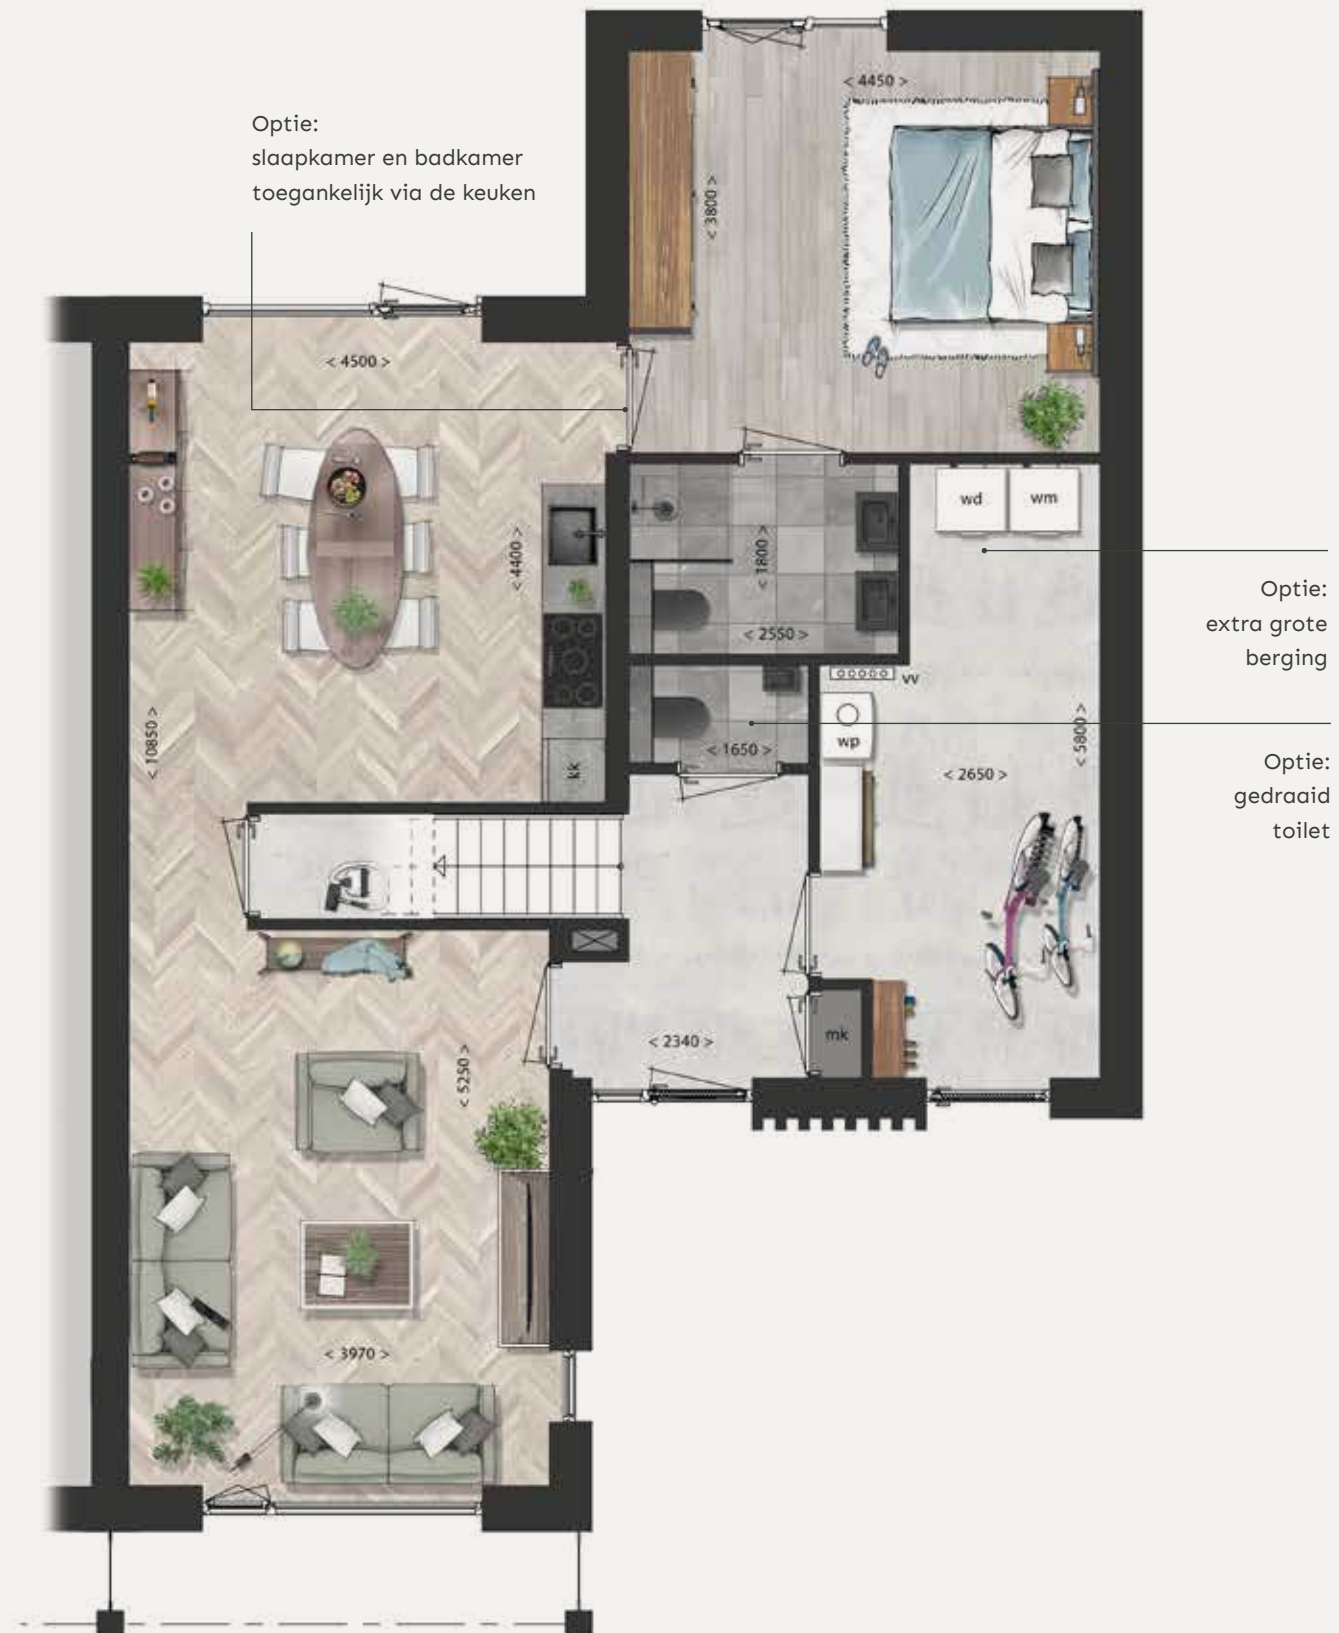 < 4450 >
Optie:
slaapkamer en badkamer
toegankelijk via de keuken
< 3800 >
< 4500 >
wd
wm
< 4400 >
< 1800 >
Optie:
extra grote
berging
< 2550 >
vv
< 10850 >
< 1650 >
wp
< 5800 >
kk
< 2650 >
Optie:
gedraaid
toilet
mk
< 2340 >
< 5250 >
< 3970 >